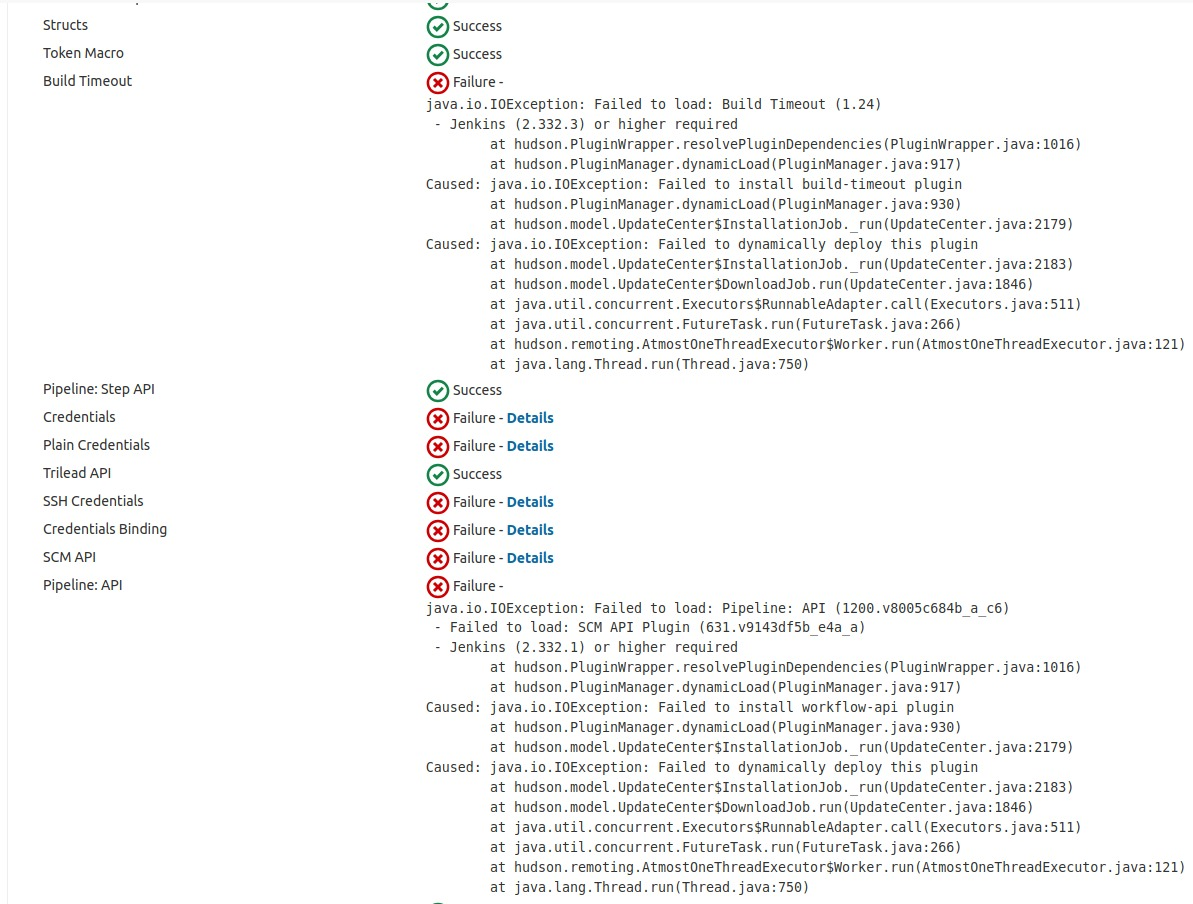 Structs Success
Token Macro Success
Build Timeout Failure -
java.io.IOException: Failed to load: Build Timeout (1.24)
- Jenkins (2.332.3) or higher required
at hudson.PluginWrapper.resolvePluginDependencies(PluginWrapper.java:1016)
at hudson.PluginManager.dynamicLoad(PluginManager.java:917)
Caused: java.io.IOException: Failed to install build-timeout plugin
at hudson.PluginManager.dynamicLoad(PluginManager.java:930)
at hudson.model.UpdateCenter$InstallationJob._run(UpdateCenter.java:2179)
Caused: java.io.IOException: Failed to dynamically deploy this plugin
at hudson.model.UpdateCenter$InstallationJob._run(UpdateCenter.java:2183)
at hudson.model.UpdateCenter$DownloadJob.run(UpdateCenter.java:1846)
at java.util.concurrent.Executors$RunnableAdapter.call(Executors.java:511)
at java.util.concurrent.FutureTask.run(FutureTask.java:266)
at hudson.remoting.AtmostOneThreadExecutor$Worker.run(AtmostOneThreadExecutor.java:121)
at java.lang.Thread.run(Thread.java:750)
Pipeline: Step API Success
Credentials Failure - Details
Plain Credentials Failure - Details
Trilead API Success
SSH Credentials Failure - Details
Credentials Binding Failure - Details
SCM API Failure - Details
Pipeline: API Failure -
java.io.IOException: Failed to load: Pipeline: API (1200.v8005c684b_a_c6)
- Failed to load: SCM API Plugin (631.v9143df5b_e4a_a)
- Jenkins (2.332.1) or higher required
at hudson.PluginWrapper.resolvePluginDependencies(PluginWrapper.java:1016)
at hudson.PluginManager.dynamicLoad(PluginManager.java:917)
Caused: java.io.IOException: Failed to install workflow-api plugin
at hudson.PluginManager.dynamicLoad(PluginManager.java:930)
at hudson.model.UpdateCenter$InstallationJob._run(UpdateCenter.java:2179)
Caused: java.io.IOException: Failed to dynamically deploy this plugin
at hudson.model.UpdateCenter$InstallationJob._run(UpdateCenter.java:2183)
at hudson.model.UpdateCenter$DownloadJob.run(UpdateCenter.java:1846)
at java.util.concurrent.Executors$RunnableAdapter.call(Executors.java:511)
at java.util.concurrent.FutureTask.run(FutureTask.java:266)
at hudson.remoting.AtmostOneThreadExecutor$Worker.run(AtmostOneThreadExecutor.java:121)
at java.lang.Thread.run(Thread.java:750)